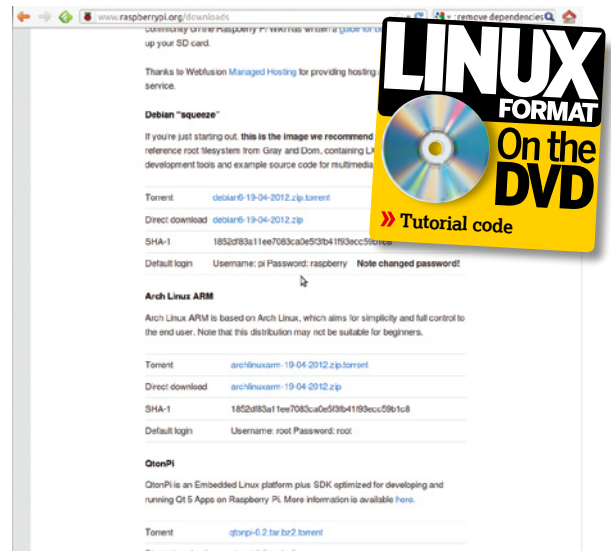 www.raspberrypi.org/downloads
: remove dependencies
community on the Raspberry Pi Wiki has written a guide for
up your SD card.
Thanks to Webfusion Managed Hosting for providing hosting
service.
Debian "squeeze"
If you're just starting out, this is the image we recommend
reference root filesystem from Gray and Dom, containing LX
development tools and example source code for multimedia
Torrent debian6-19-04-2012.zip.torrent
Direct download debian6-19-04-2012.zip
SHA-1 1852df83a11ee7083ca0e5f3fb41f93ecc59b1c8
Default login Username: pi Password: raspberry Note changed password!
Arch Linux ARM
Arch Linux ARM is based on Arch Linux, which aims for simplicity and full control to
the end user. Note that this distribution may not be suitable for beginners.
Torrent archlinuxarm-19-04-2012.zip.torrent
Direct download archlinuxarm-19-04-2012.zip
SHA-1 1852df83a11ee7083ca0e5f3fb41f93ecc59b1c8
Default login Username: root Password: root
QtonPi
QtonPi is an Embedded Linux platform plus SDK optimized for developing and
running Qt 5 Apps on Raspberry Pi. More information is available here.
Torrent qtonpi-0.2.tar.bz2.torrent
LINUX
FORMAT
On the
DVD
» Tutorial code